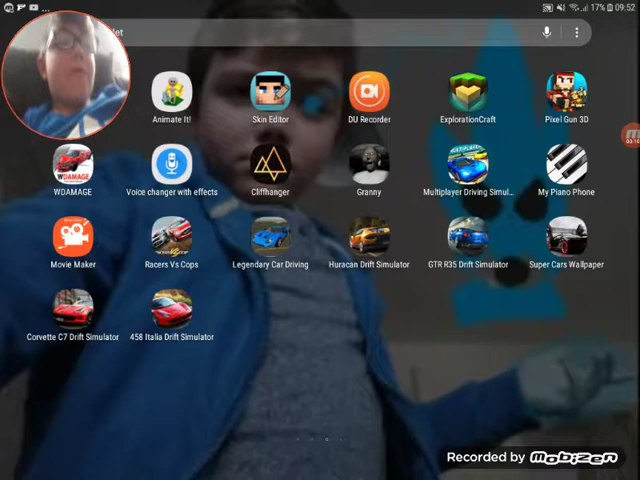 17% 09:52
Animate It!
Skin Editor
DU Recorder
ExplorationCraft
Pixel Gun 3D
WDAMAGE
Voice changer with effects
Cliffhanger
Granny
Multiplayer Driving Simul...
My Piano Phone
Movie Maker
Racers Vs Cops
Legendary Car Driving
Huracan Drift Simulator
GTR R35 Drift Simulator
Super Cars Wallpaper
Corvette C7 Drift Simulator
458 Italia Drift Simulator
Recorded by mobizen